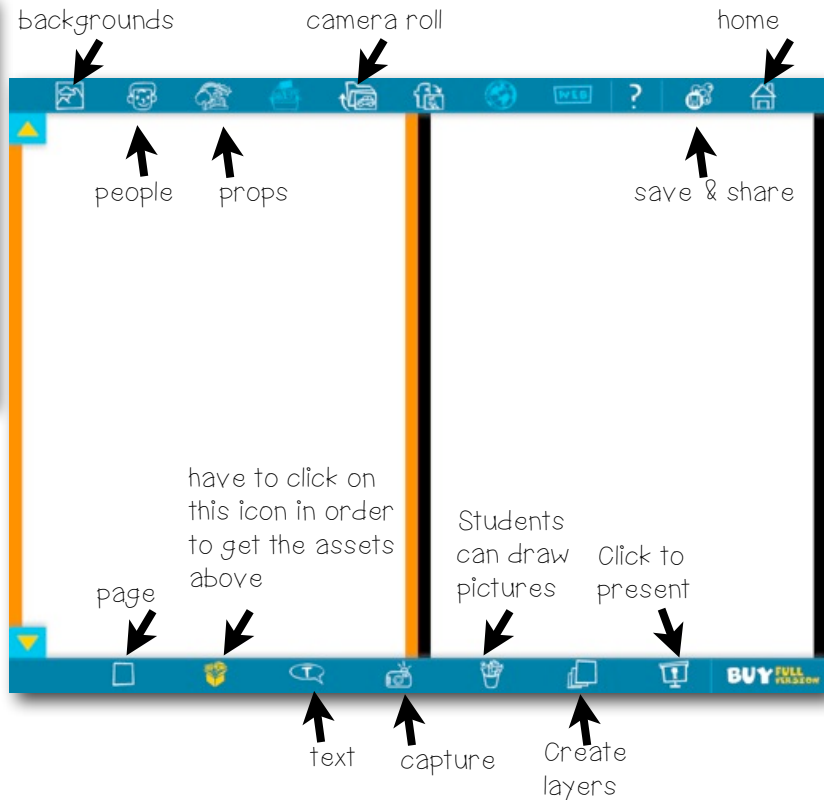 backgrounds
camera roll
home
WEB
?
people
props
save & share
have to click on
this icon in order
to get the assets
above
Students
can draw
pictures
Click to
present
page
T
BUY FULL
VERSION
text
capture
Create
layers